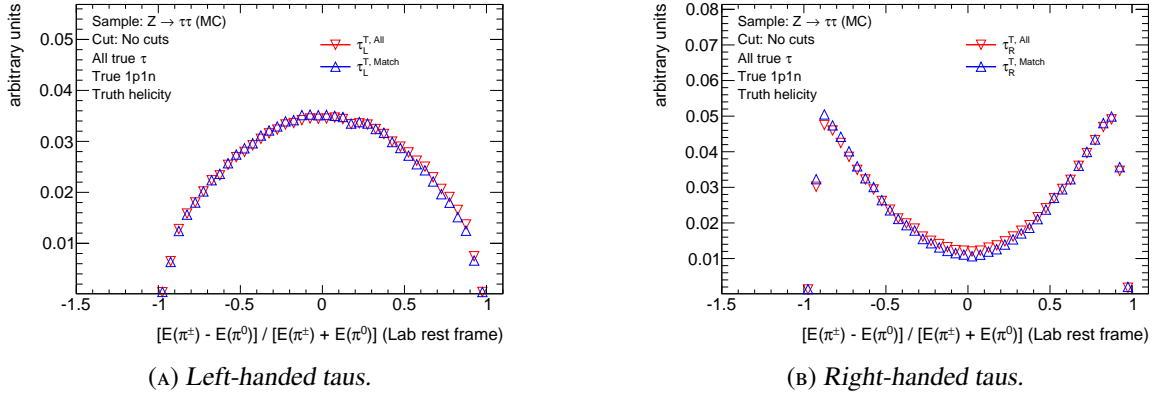 arbitrary units
0.05
0.04
0.03
0.02
0.01
Sample: Z → ττ (MC)
Cut: No cuts
All true τ
True 1p1n
Truth helicity
τ_L^{T, All}
τ_L^{T, Match}
-1.5 -1 -0.5 0 0.5 1
[E(π±) - E(π⁰)] / [E(π±) + E(π⁰)] (Lab rest frame)
(A) Left-handed taus.
arbitrary units
0.08
0.07
0.06
0.05
0.04
0.03
0.02
0.01
Sample: Z → ττ (MC)
Cut: No cuts
All true τ
True 1p1n
Truth helicity
τ_R^{T, All}
τ_R^{T, Match}
-1.5 -1 -0.5 0 0.5 1
[E(π±) - E(π⁰)] / [E(π±) + E(π⁰)] (Lab rest frame)
(B) Right-handed taus.